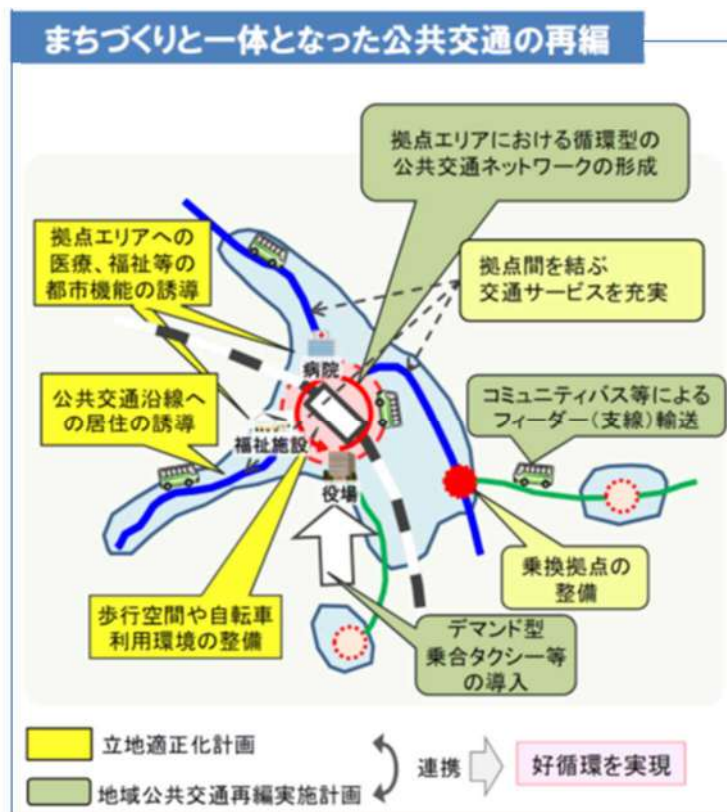 まちづくりと一体となった公共交通の再編
拠点エリアにおける循環型の
公共交通ネットワークの形成
拠点エリアへの
医療、福祉等の
都市機能の誘導
拠点間を結ぶ
交通サービスを充実
病院
公共交通沿線へ
の居住の誘導
コミュニティバス等による
フィーダー(支線)輸送
福祉施設
役場
乗換拠点の
整備
歩行空間や自転車
利用環境の整備
デマンド型
乗合タクシー等
の導入
立地適正化計画
連携
好循環を実現
地域公共交通再編実施計画